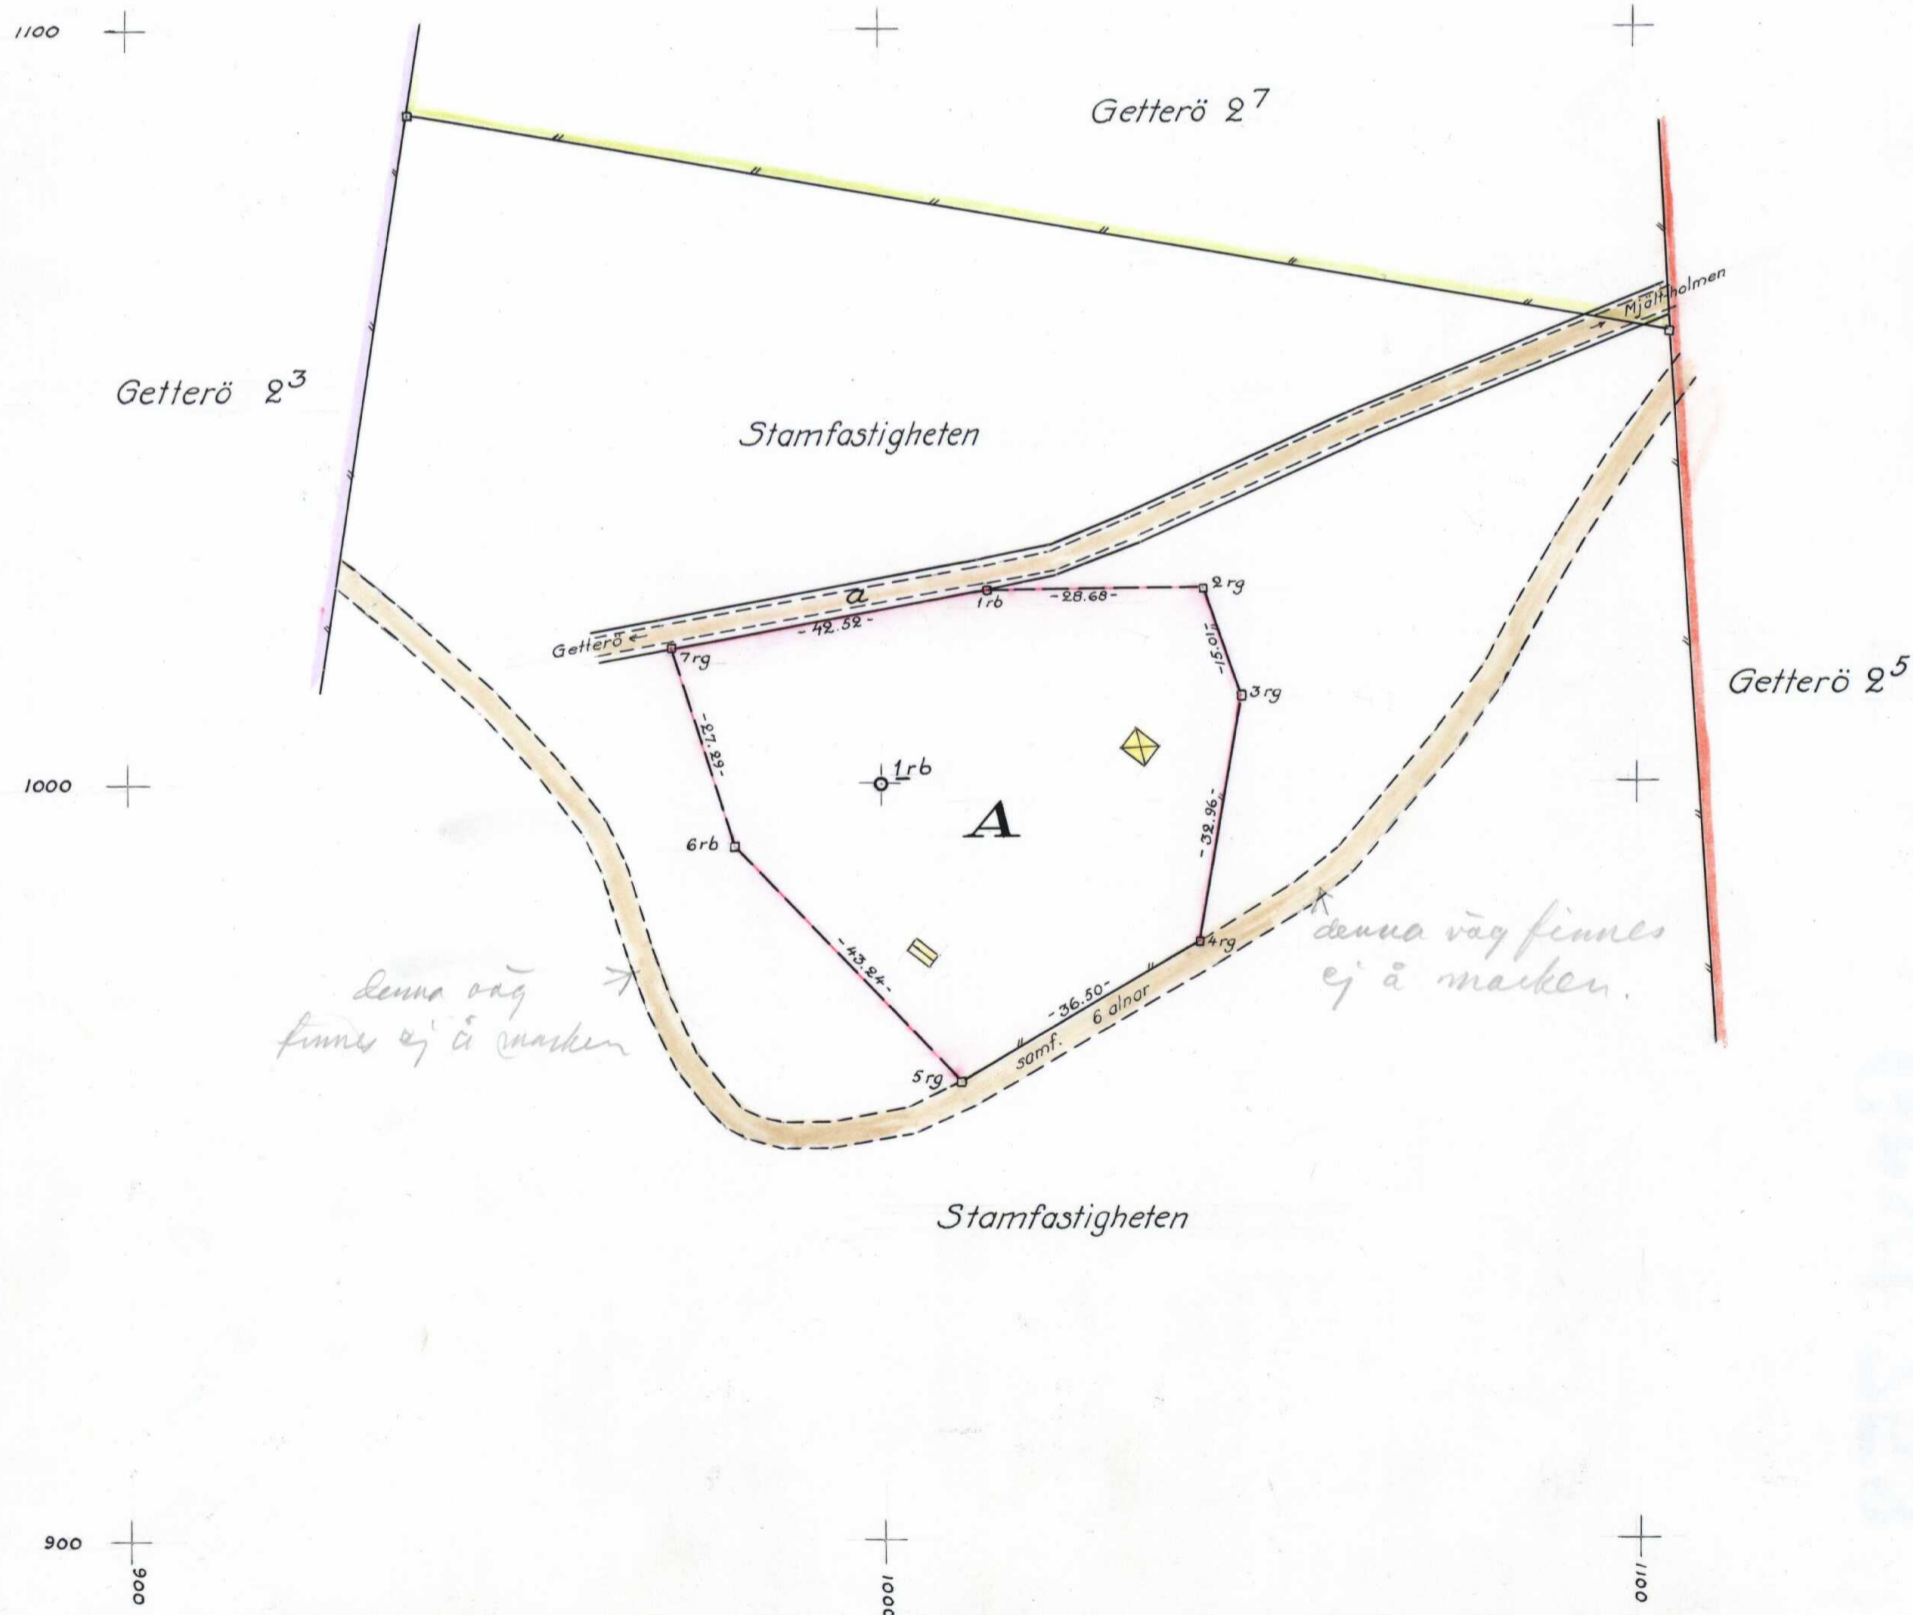 1100
Getterö 2⁷
Mjältholmen
Getterö 2³
Stamfastigheten
a
Getterö
-42.52-
1rb
-28.68-
2rg
7rg
-15.01-
3rg
Getterö 2⁵
-27.29-
1000
1rb
A
6rb
-32.96-
denna väg finnes
ej å marken.
4rg
denna väg
finnes ej å marken
-43.24-
-36.50-
samf. 6 alnar
5rg
Stamfastigheten
900
900
1000
1100